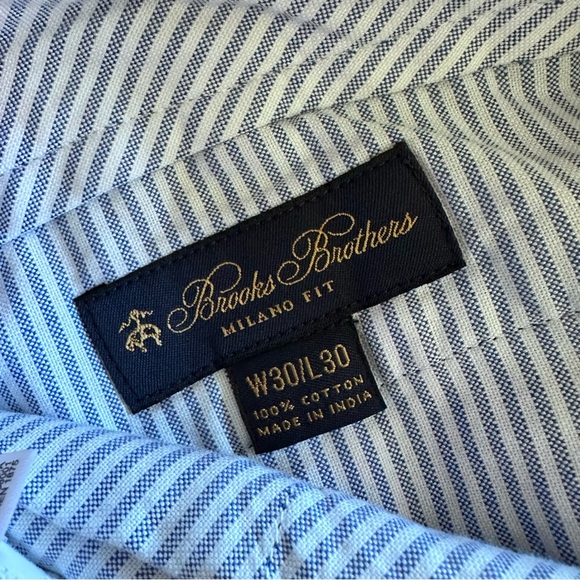 Brooks Brothers
MILANO FIT
W30/L30
100% COTTON
MADE IN INDIA